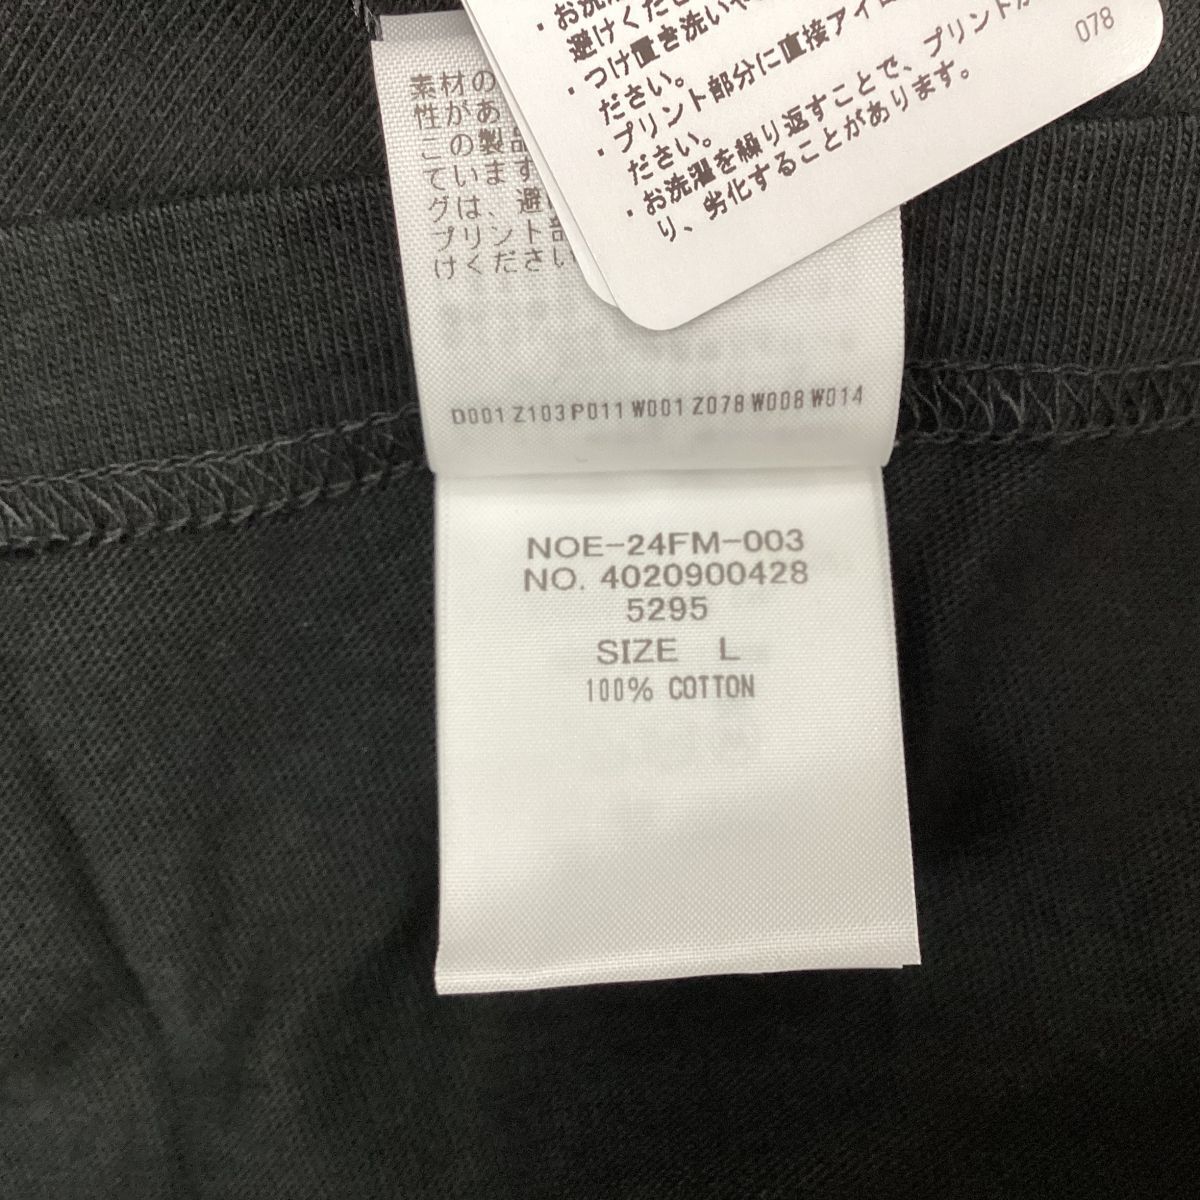 ・お洗
避けくださ
・つけ置き洗いや
ださい。
・プリント部分に直接アイロ
ださい。
・お洗濯を繰り返すことで、プリントが
り、劣化することがあります。
078
素材の
性があ
この製品
ています
グは、避
プリント部
けください
D001 Z103 P011 W001 Z078 W008 W014
NOE-24FM-003
NO. 4020900428
5295
SIZE L
100% COTTON